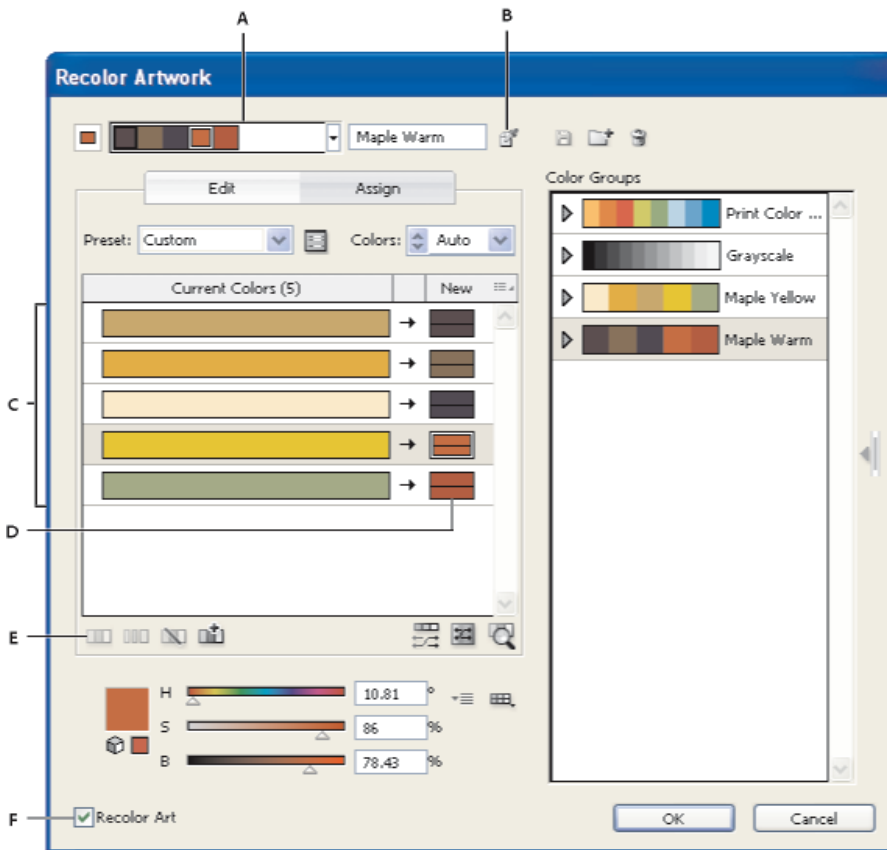 A
B
Recolor Artwork
Maple Warm
Edit
Assign
Color Groups
Print Color ...
Grayscale
Maple Yellow
Maple Warm
Preset:
Custom
Colors:
Auto
Current Colors (5)
New
C
D
E
H
10.81
°
S
86
%
B
78.43
%
F
Recolor Art
OK
Cancel